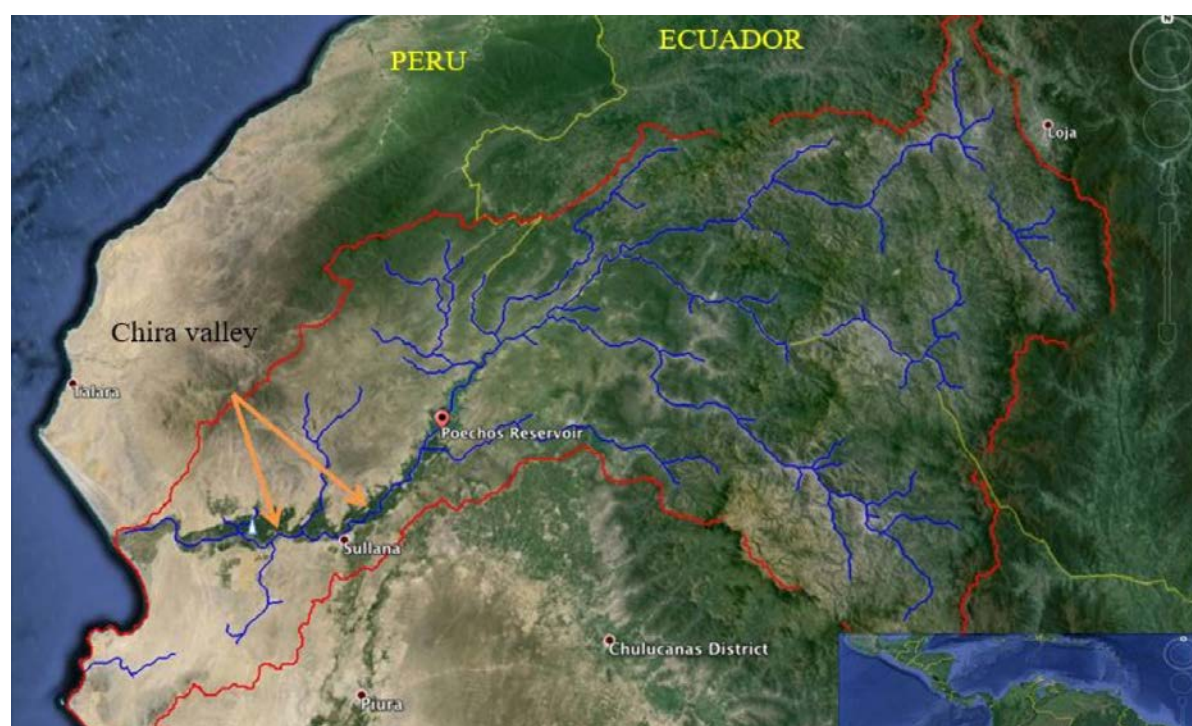 N
ECUADOR
PERU
Loja
Chira valley
Talara
Poechos Reservoir
Sullana
Chulucanas District
Piura